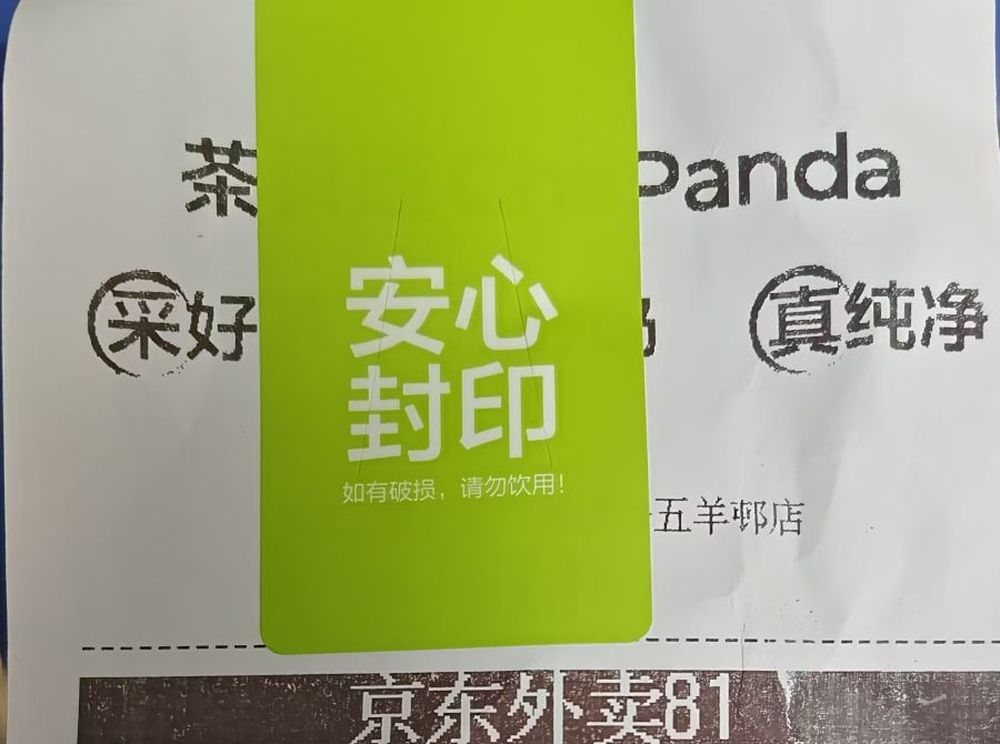 茶 Panda
采好 真纯净
安心
封印
如有破损，请勿饮用！
五羊邨店
京东外卖81